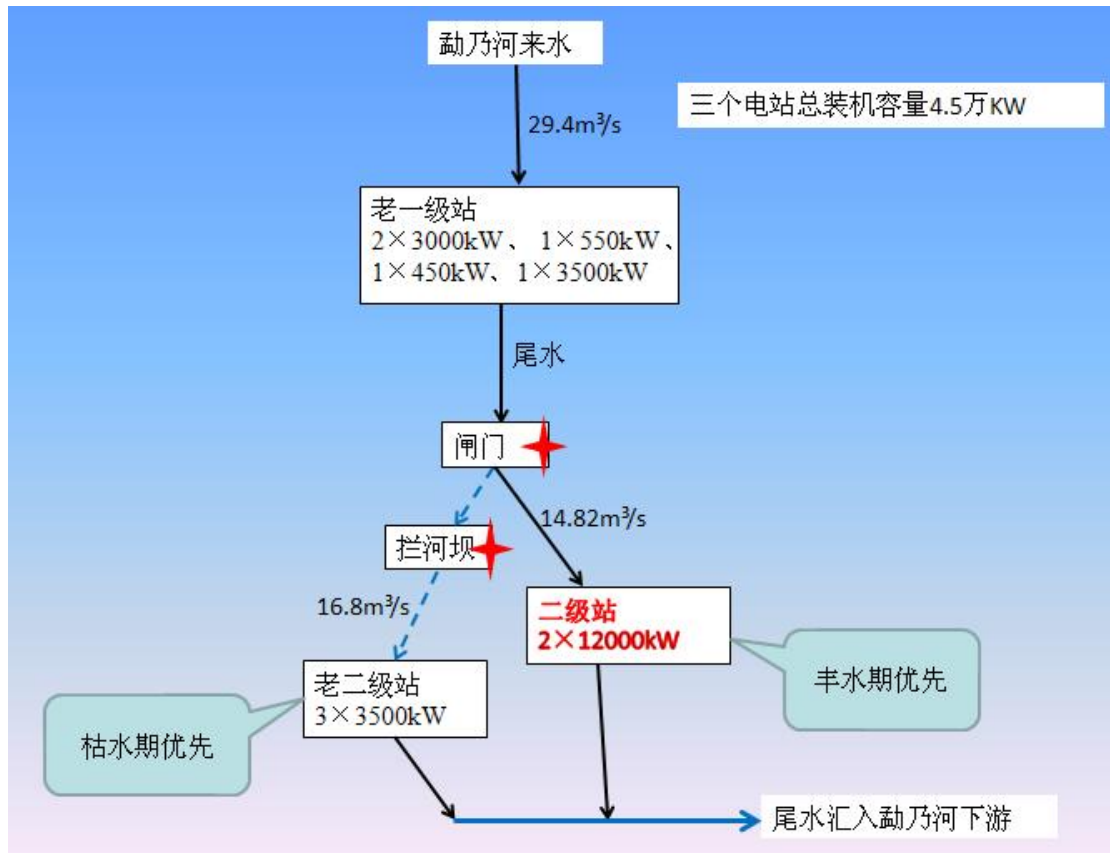 勐乃河来水
三个电站总装机容量4.5万KW
29.4m³/s
老一级站
2×3000kW、 1×550kW、
1×450kW、1×3500kW
尾水
闸门
14.82m³/s
拦河坝
16.8m³/s
二级站
2×12000kW
丰水期优先
老二级站
3×3500kW
枯水期优先
尾水汇入勐乃河下游